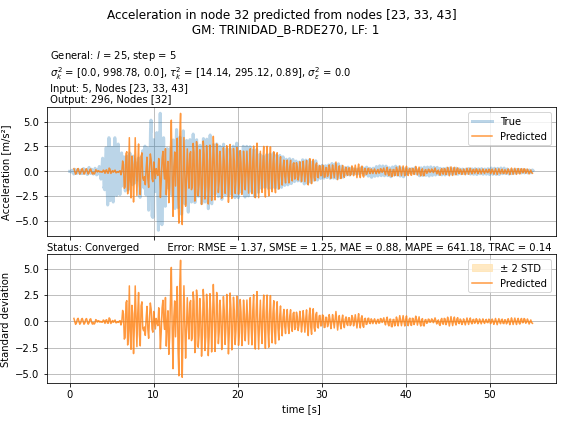 Acceleration in node 32 predicted from nodes [23, 33, 43]
GM: TRINIDAD_B-RDE270, LF: 1
General: l = 25, step = 5
σ²ₖ = [0.0, 998.78, 0.0], τ²ₖ = [14.14, 295.12, 0.89], σ²ε = 0.0
Input: 5, Nodes [23, 33, 43]
Output: 296, Nodes [32]
Acceleration [m/s²]
5.0
2.5
0.0
−2.5
−5.0
True
Predicted
Status: Converged
Error: RMSE = 1.37, SMSE = 1.25, MAE = 0.88, MAPE = 641.18, TRAC = 0.14
Standard deviation
5.0
2.5
0.0
−2.5
−5.0
± 2 STD
Predicted
0 10 20 30 40 50
time [s]